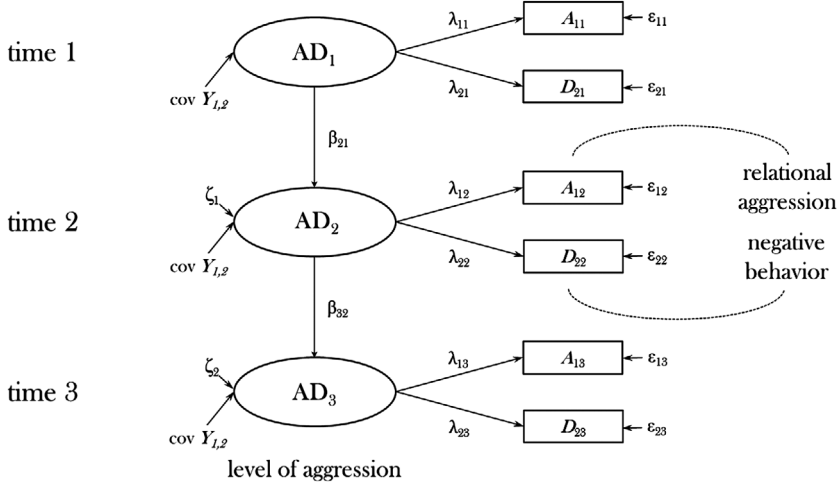 time 1
AD₁
cov Y₁,₂
λ₁₁
A₁₁
ε₁₁
λ₂₁
D₂₁
ε₂₁
β₂₁
time 2
ζ₁
AD₂
cov Y₁,₂
λ₁₂
A₁₂
ε₁₂
λ₂₂
D₂₂
ε₂₂
relational
aggression
negative
behavior
β₃₂
time 3
ζ₂
AD₃
cov Y₁,₂
λ₁₃
A₁₃
ε₁₃
λ₂₃
D₂₃
ε₂₃
level of aggression